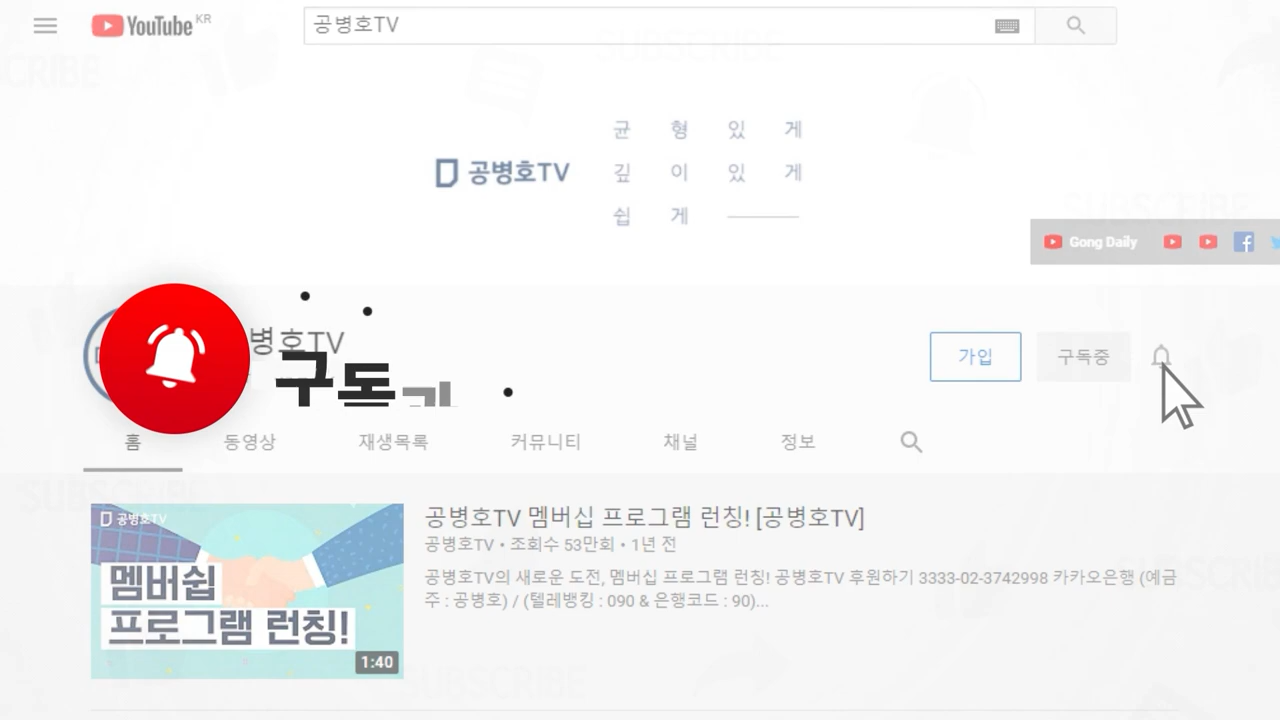 YouTube KR
공병호TV
균 형 있 게
공병호TV
깊 이 있 게
쉽 게
Gong Daily
병호TV
가입
구독중
구독
홈
동영상
재생목록
커뮤니티
채널
정보
공병호TV
멤버쉽
프로그램 런칭!
1:40
공병호TV 멤버십 프로그램 런칭! [공병호TV]
공병호TV • 조회수 53만회 • 1년 전
공병호TV의 새로운 도전, 멤버십 프로그램 런칭! 공병호TV 후원하기 3333-02-3742998 카카오은행 (예금
주 : 공병호) / (텔레뱅킹 : 090 & 은행코드 : 90)...
SUBSCRIBE
SUBSCRIBE
SUBSCRIBE
SUBSCRIBE